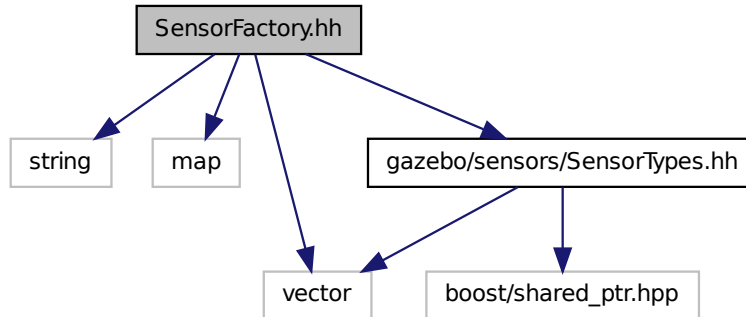 SensorFactory.hh
string
map
gazebo/sensors/SensorTypes.hh
vector
boost/shared_ptr.hpp